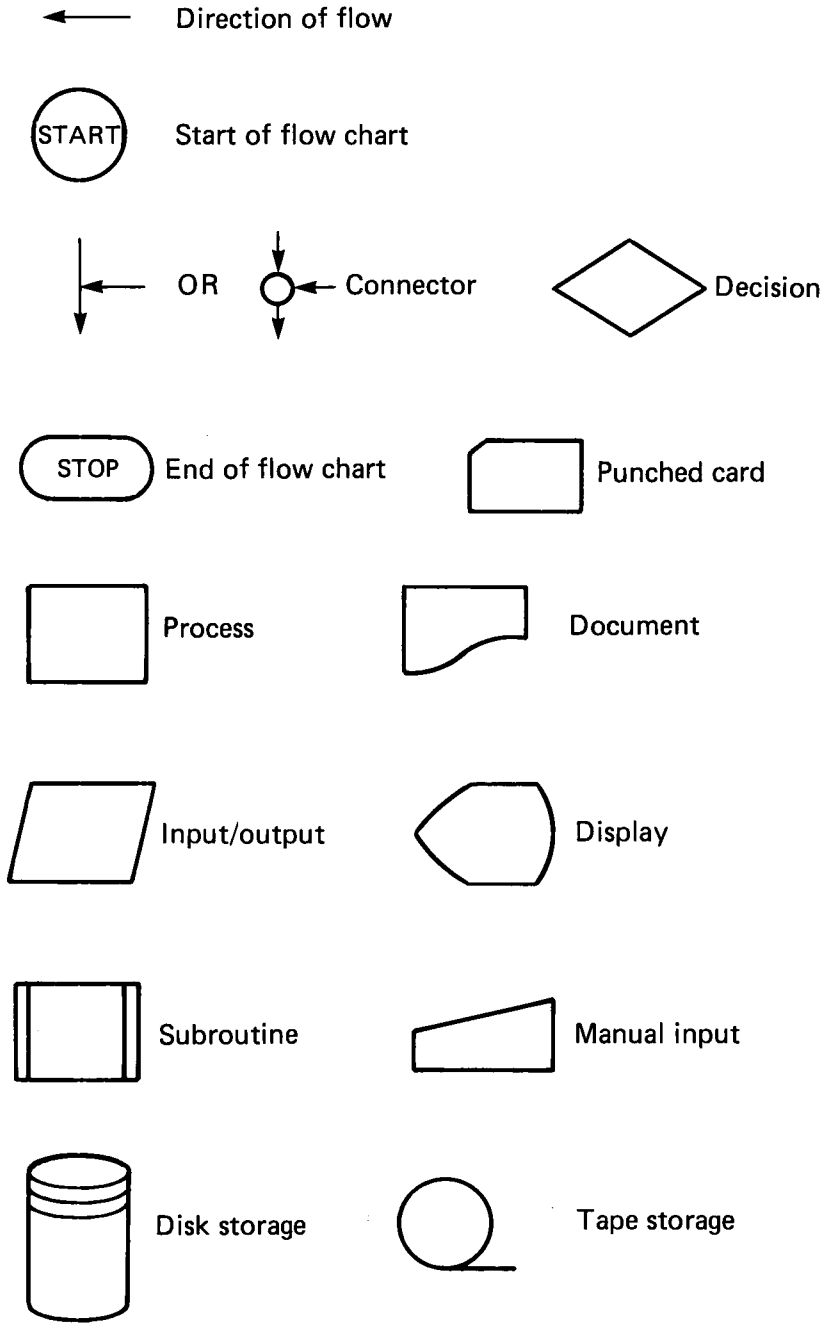 Direction of flow
START
Start of flow chart
OR
Connector
Decision
STOP
End of flow chart
Punched card
Process
Document
Input/output
Display
Subroutine
Manual input
Disk storage
Tape storage